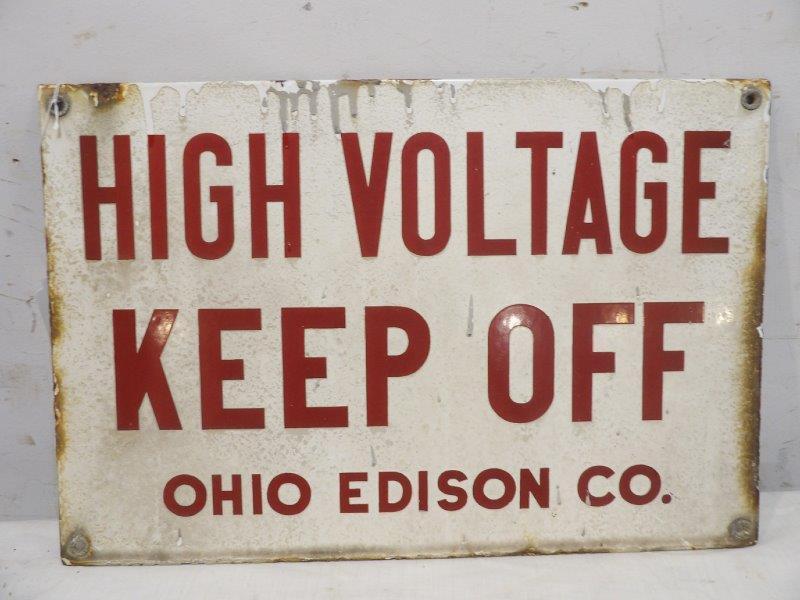 HIGH VOLTAGE
KEEP OFF
OHIO EDISON CO.